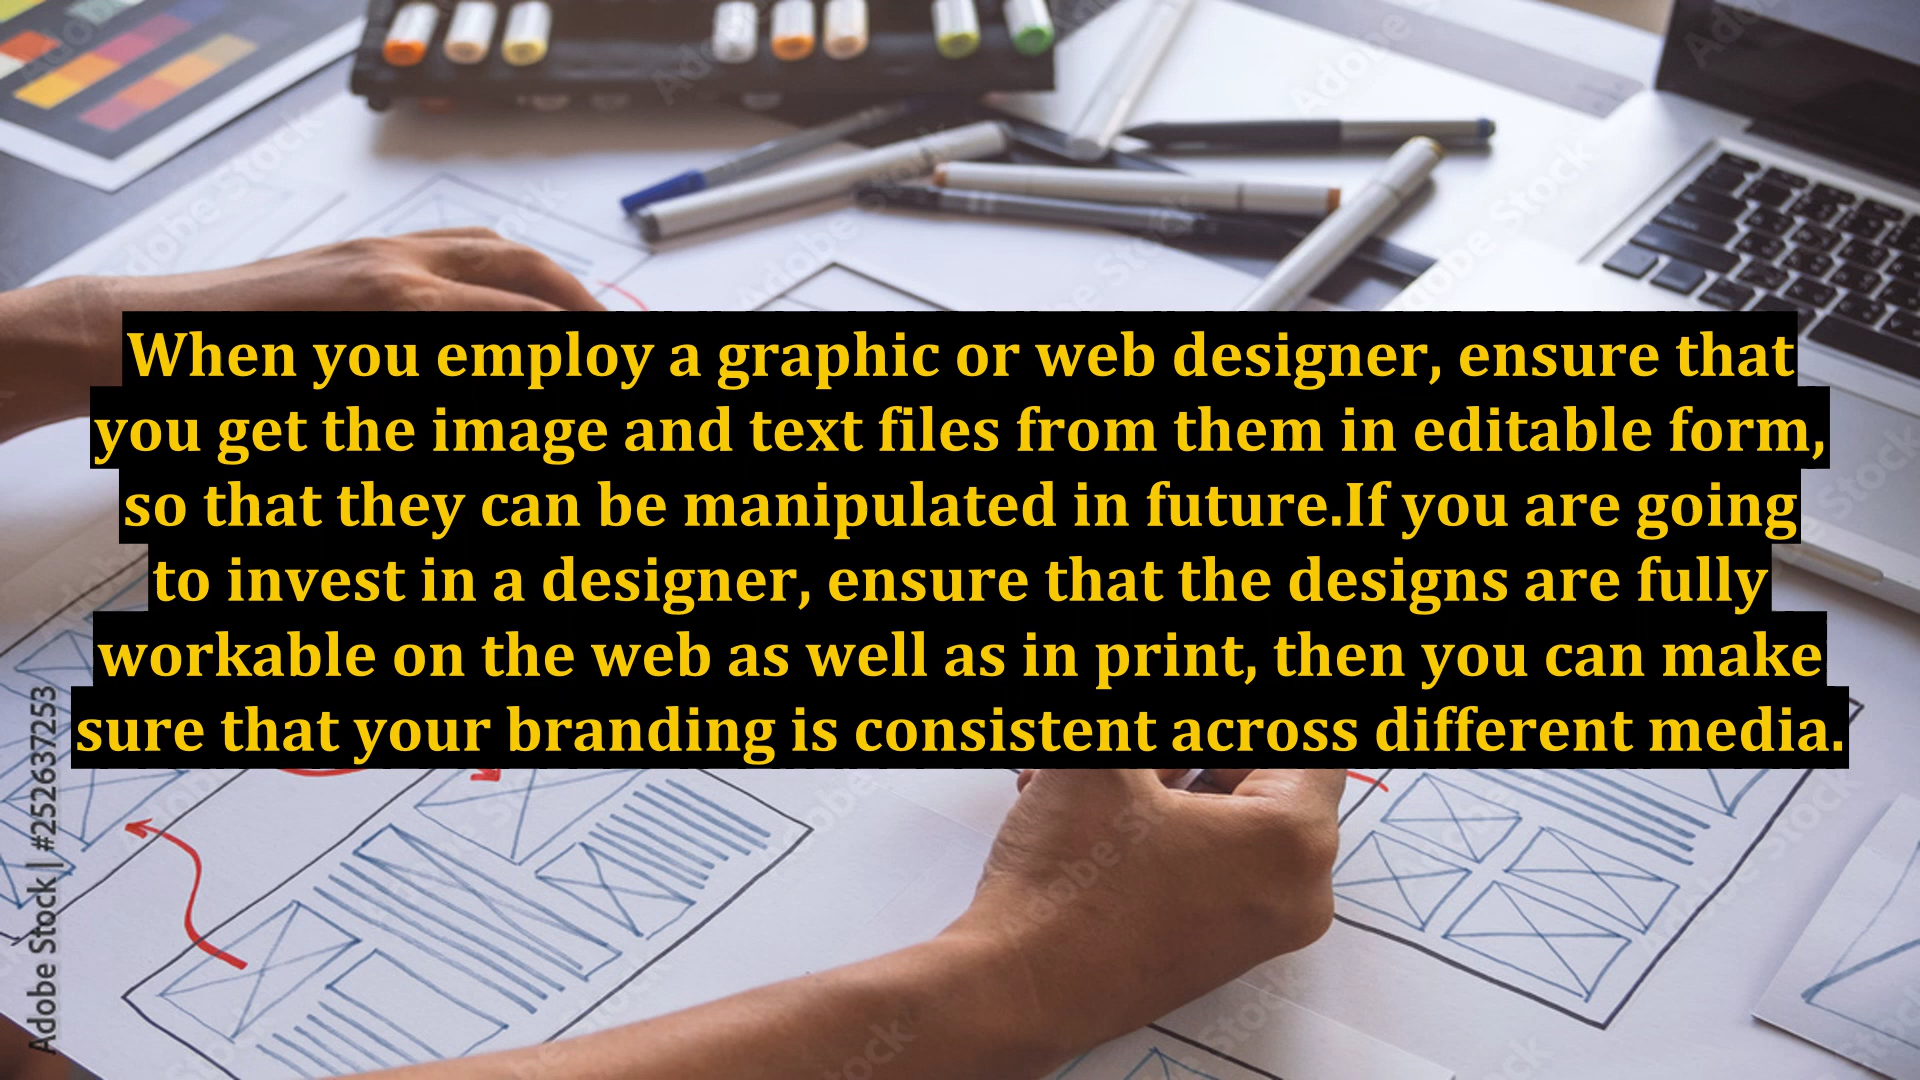 When you employ a graphic or web designer, ensure that
you get the image and text files from them in editable form,
so that they can be manipulated in future.If you are going
to invest in a designer, ensure that the designs are fully
workable on the web as well as in print, then you can make
sure that your branding is consistent across different media.
Adobe Stock | #252637253